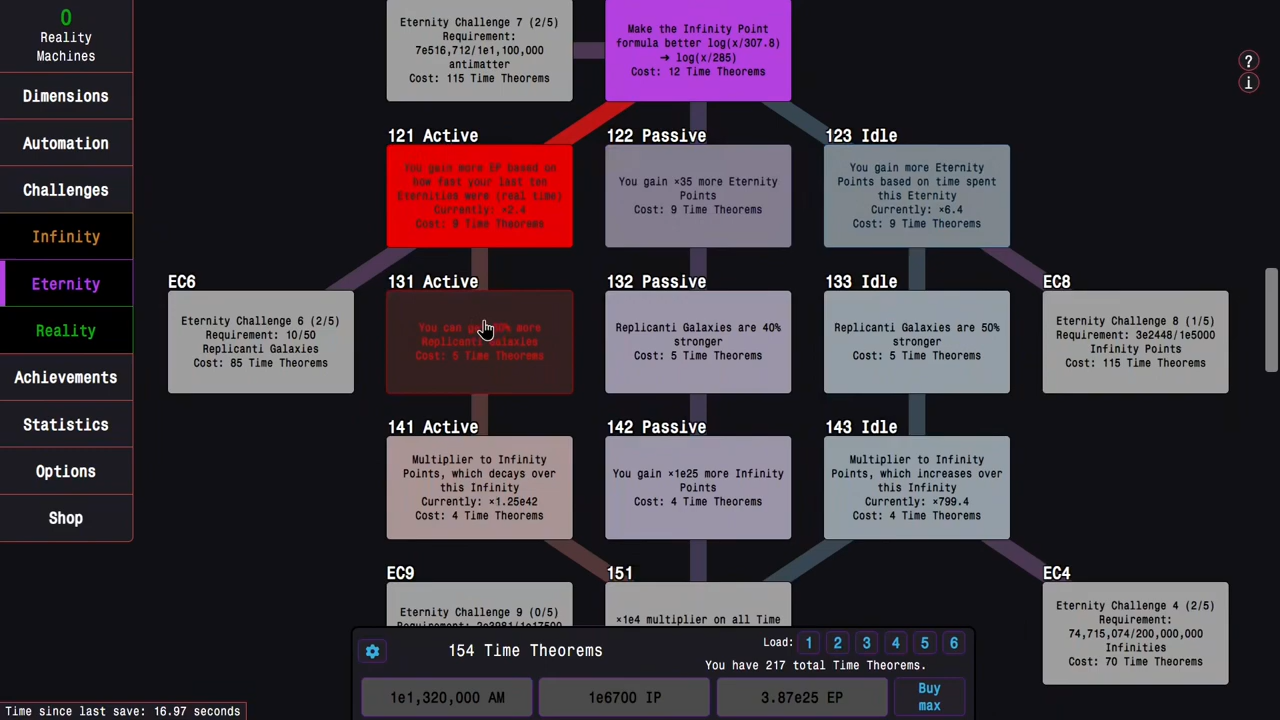 0
Reality
Machines
Dimensions
Automation
Challenges
Infinity
Eternity
Reality
Achievements
Statistics
Options
Shop
Time since last save: 16.97 seconds
?
i
Eternity Challenge 7 (2/5)
Requirement:
7e516,712/1e1,100,000
antimatter
Cost: 115 Time Theorems
Make the Infinity Point
formula better log(x/307.8)
➜ log(x/285)
Cost: 12 Time Theorems
121 Active
You gain more EP based on
how fast your last ten
Eternities were (real time)
Currently: ×2.4
Cost: 9 Time Theorems
122 Passive
You gain ×35 more Eternity
Points
Cost: 9 Time Theorems
123 Idle
You gain more Eternity
Points based on time spent
this Eternity
Currently: ×6.4
Cost: 9 Time Theorems
EC6
Eternity Challenge 6 (2/5)
Requirement: 10/50
Replicanti Galaxies
Cost: 85 Time Theorems
131 Active
You can more
Replicanti Galaxies
Cost: 5 Time Theorems
132 Passive
Replicanti Galaxies are 40%
stronger
Cost: 5 Time Theorems
133 Idle
Replicanti Galaxies are 50%
stronger
Cost: 5 Time Theorems
EC8
Eternity Challenge 8 (1/5)
Requirement: 3e2448/1e5000
Infinity Points
Cost: 115 Time Theorems
141 Active
Multiplier to Infinity
Points, which decays over
this Infinity
Currently: ×1.25e42
Cost: 4 Time Theorems
142 Passive
You gain ×1e25 more Infinity
Points
Cost: 4 Time Theorems
143 Idle
Multiplier to Infinity
Points, which increases over
this Infinity
Currently: ×799.4
Cost: 4 Time Theorems
EC9
Eternity Challenge 9 (0/5)
151
×1e4 multiplier on all Time
EC4
Eternity Challenge 4 (2/5)
Requirement:
74,715,074/200,000,000
Infinities
Cost: 70 Time Theorems
154 Time Theorems
Load: 1 2 3 4 5 6
You have 217 total Time Theorems.
1e1,320,000 AM
1e6700 IP
3.87e25 EP
Buy
max